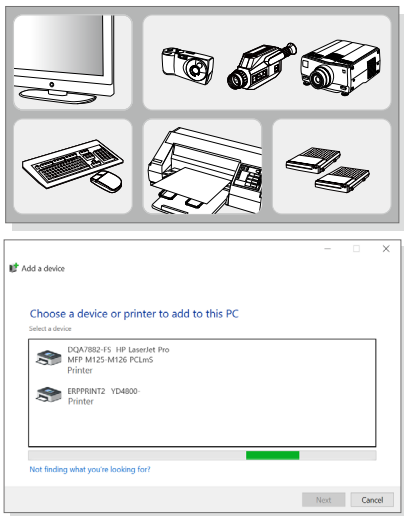 Add a device
Choose a device or printer to add to this PC
Select a device
DQA7882-F5 HP LaserJet Pro
MFP M125-M126 PCLmS
Printer
ERPPRINT2 YD4800-
Printer
Not finding what you're looking for?
Next Cancel